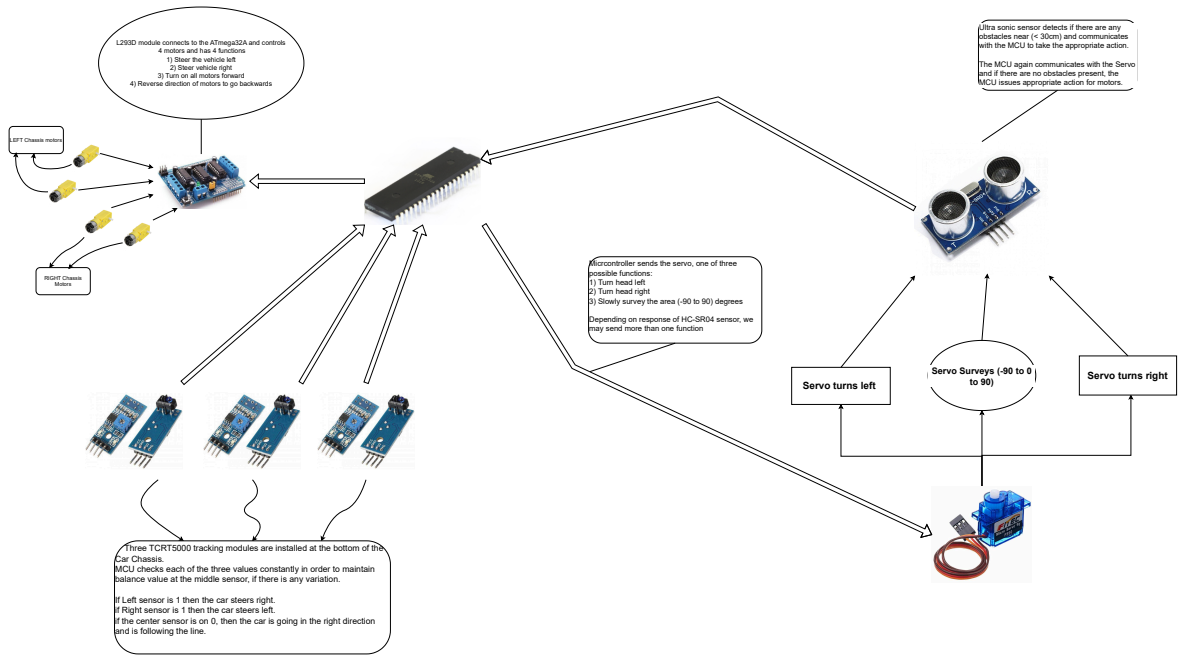 L293D module connects to the ATmega32A and controls
4 motors and has 4 functions
1) Steer the vehicle left
2) Steer vehicle right
3) Turn on all motors forward
4) Reverse direction of motors to go backwards
Ultra sonic sensor detects if there are any
obstacles near (< 30cm) and communicates
with the MCU to take the appropriate action.
The MCU again communicates with the Servo
and if there are no obstacles present, the
MCU issues appropriate action for motors.
LEFT Chassis motors
RIGHT Chassis
Motors
Micrcontroller sends the servo, one of three
possible functions:
1) Turn head left
2) Turn head right
3) Slowly survey the area (-90 to 90) degrees
Depending on response of HC-SR04 sensor, we
may send more than one function
Servo turns left
Servo Surveys (-90 to 0
to 90)
Servo turns right
Three TCRT5000 tracking modules are installed at the bottom of the
Car Chassis.
MCU checks each of the three values constantly in order to maintain
balance value at the middle sensor, if there is any variation.
If Left sensor is 1 then the car steers right.
if Right sensor is 1 then the car steers left.
if the center sensor is on 0, then the car is going in the right direction
and is following the line.